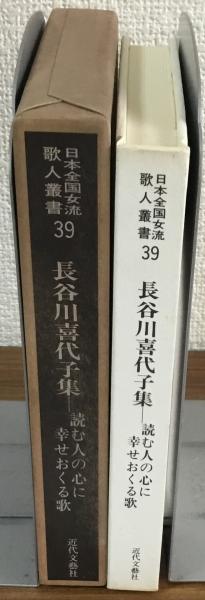 日本全国女流
歌人叢書
39
長谷川喜代子集
―読む人の心に
幸せおくる歌
近代文藝社
日本全国女流
歌人叢書
39
長谷川喜代子集
―読む人の心に
幸せおくる歌
近代文藝社